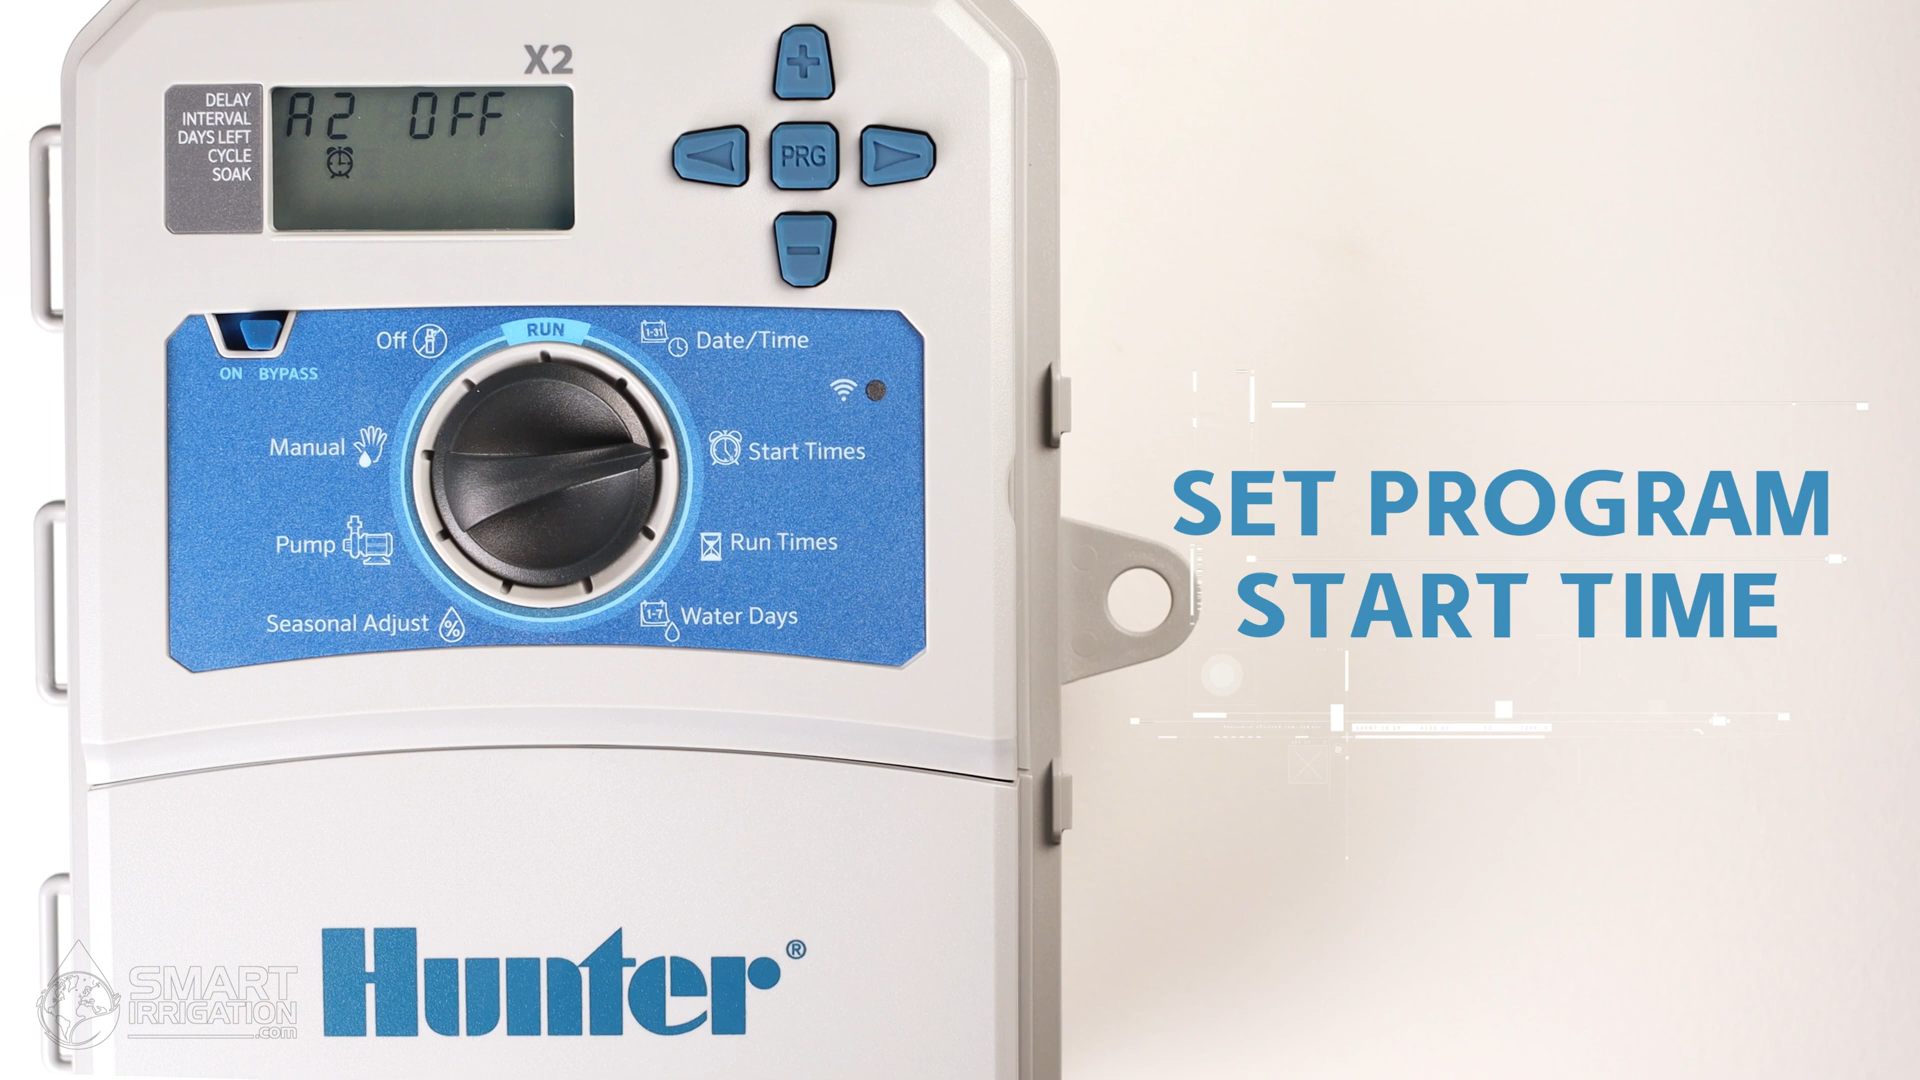 X2
DELAY
INTERVAL
DAYS LEFT
CYCLE
SOAK
A2 OFF
+
PRG
−
ON BYPASS
Off
RUN
1-31
Date/Time
Manual
Start Times
Pump
Run Times
Seasonal Adjust
%
1-7
Water Days
SET PROGRAM
START TIME
Hunter®
SMART
IRRIGATION
.com